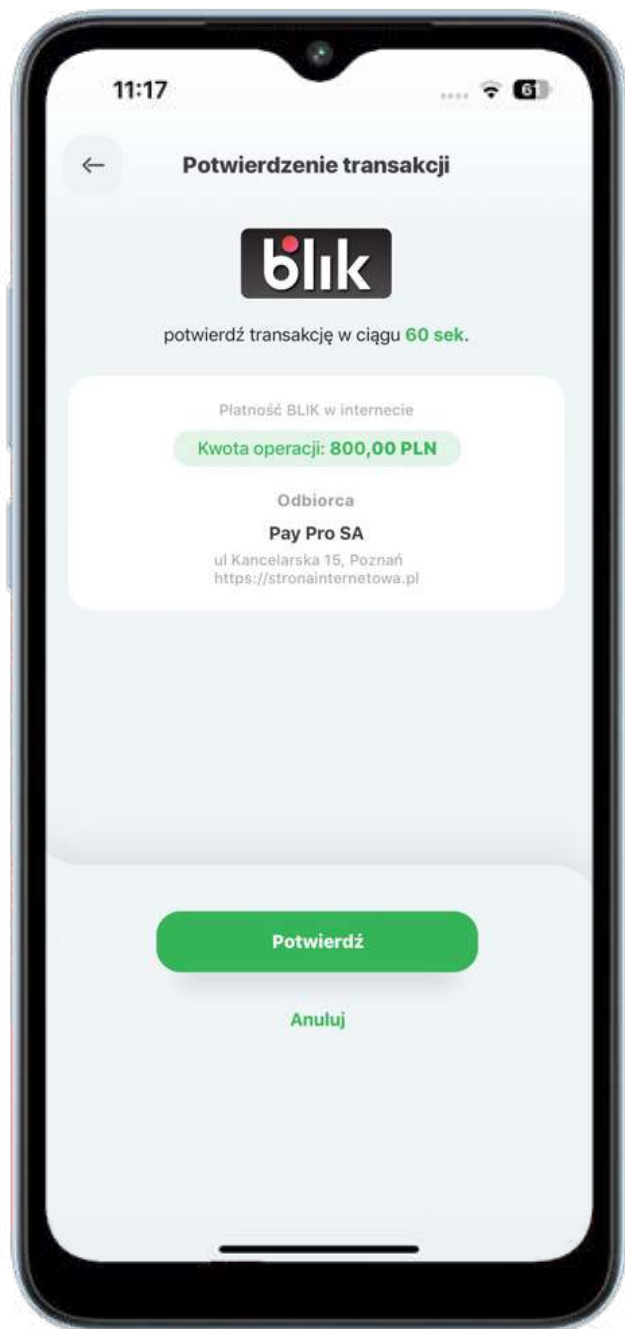 11:17
61
Potwierdzenie transakcji
blik
potwierdź transakcję w ciągu 60 sek.
Płatność BLIK w internecie
Kwota operacji: 800,00 PLN
Odbiorca
Pay Pro SA
ul Kancelarska 15, Poznań
https://stronainternetowa.pl
Potwierdź
Anuluj